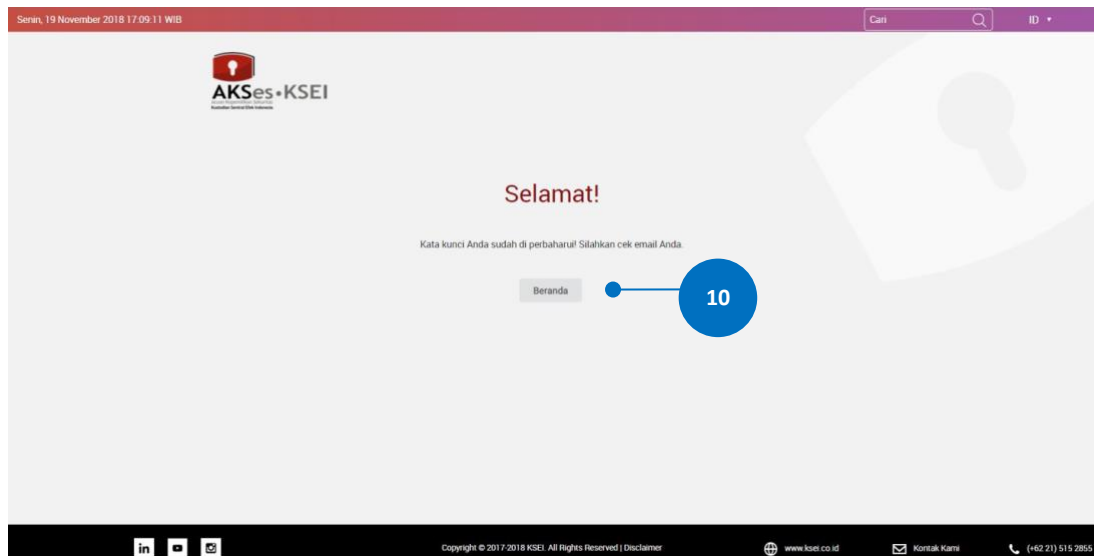 Senin, 19 November 2018 17:09:11 WIB
Cari
ID
AKSes•KSEI
Selamat!
Kata kunci Anda sudah di perbaharui! Silahkan cek email Anda.
Beranda
10
in
Copyright © 2017-2018 KSEI. All Rights Reserved | Disclaimer
www.ksei.co.id
Kontak Kami
(+62 21) 515 2855